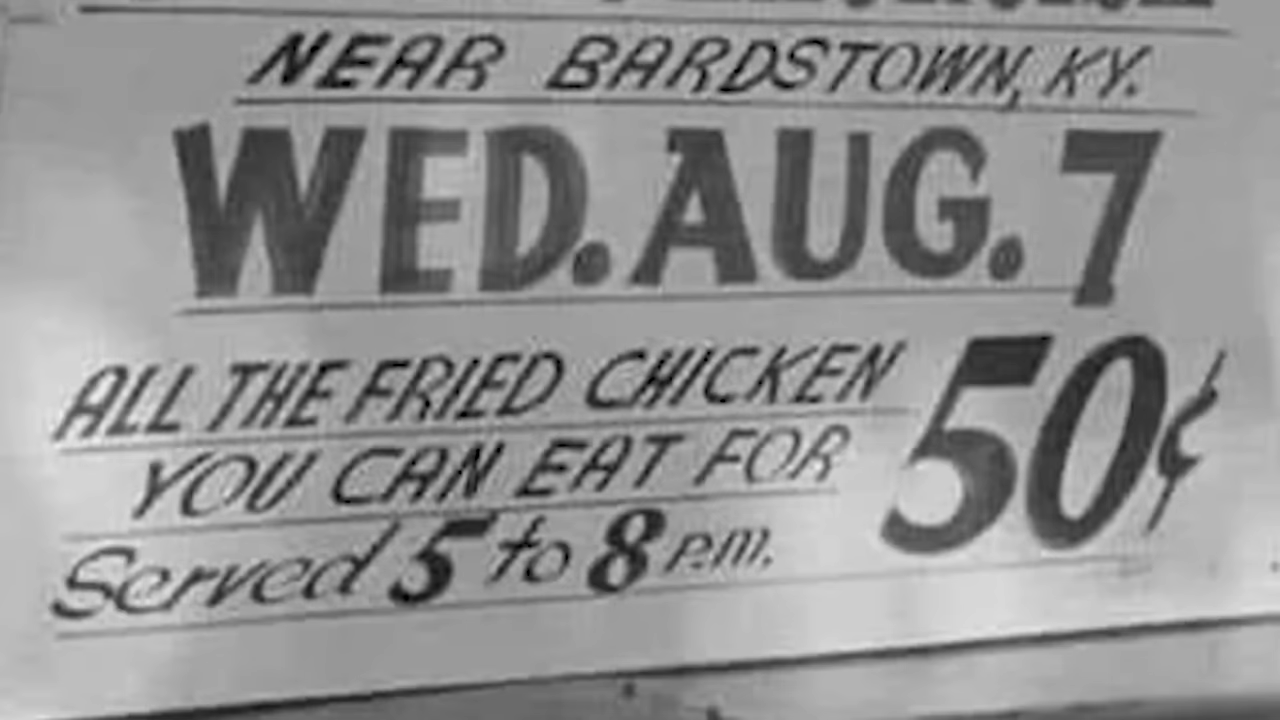 NEAR BARDSTOWN, KY.
WED. AUG. 7
ALL THE FRIED CHICKEN
YOU CAN EAT FOR 50¢
Served 5 to 8 P.M.